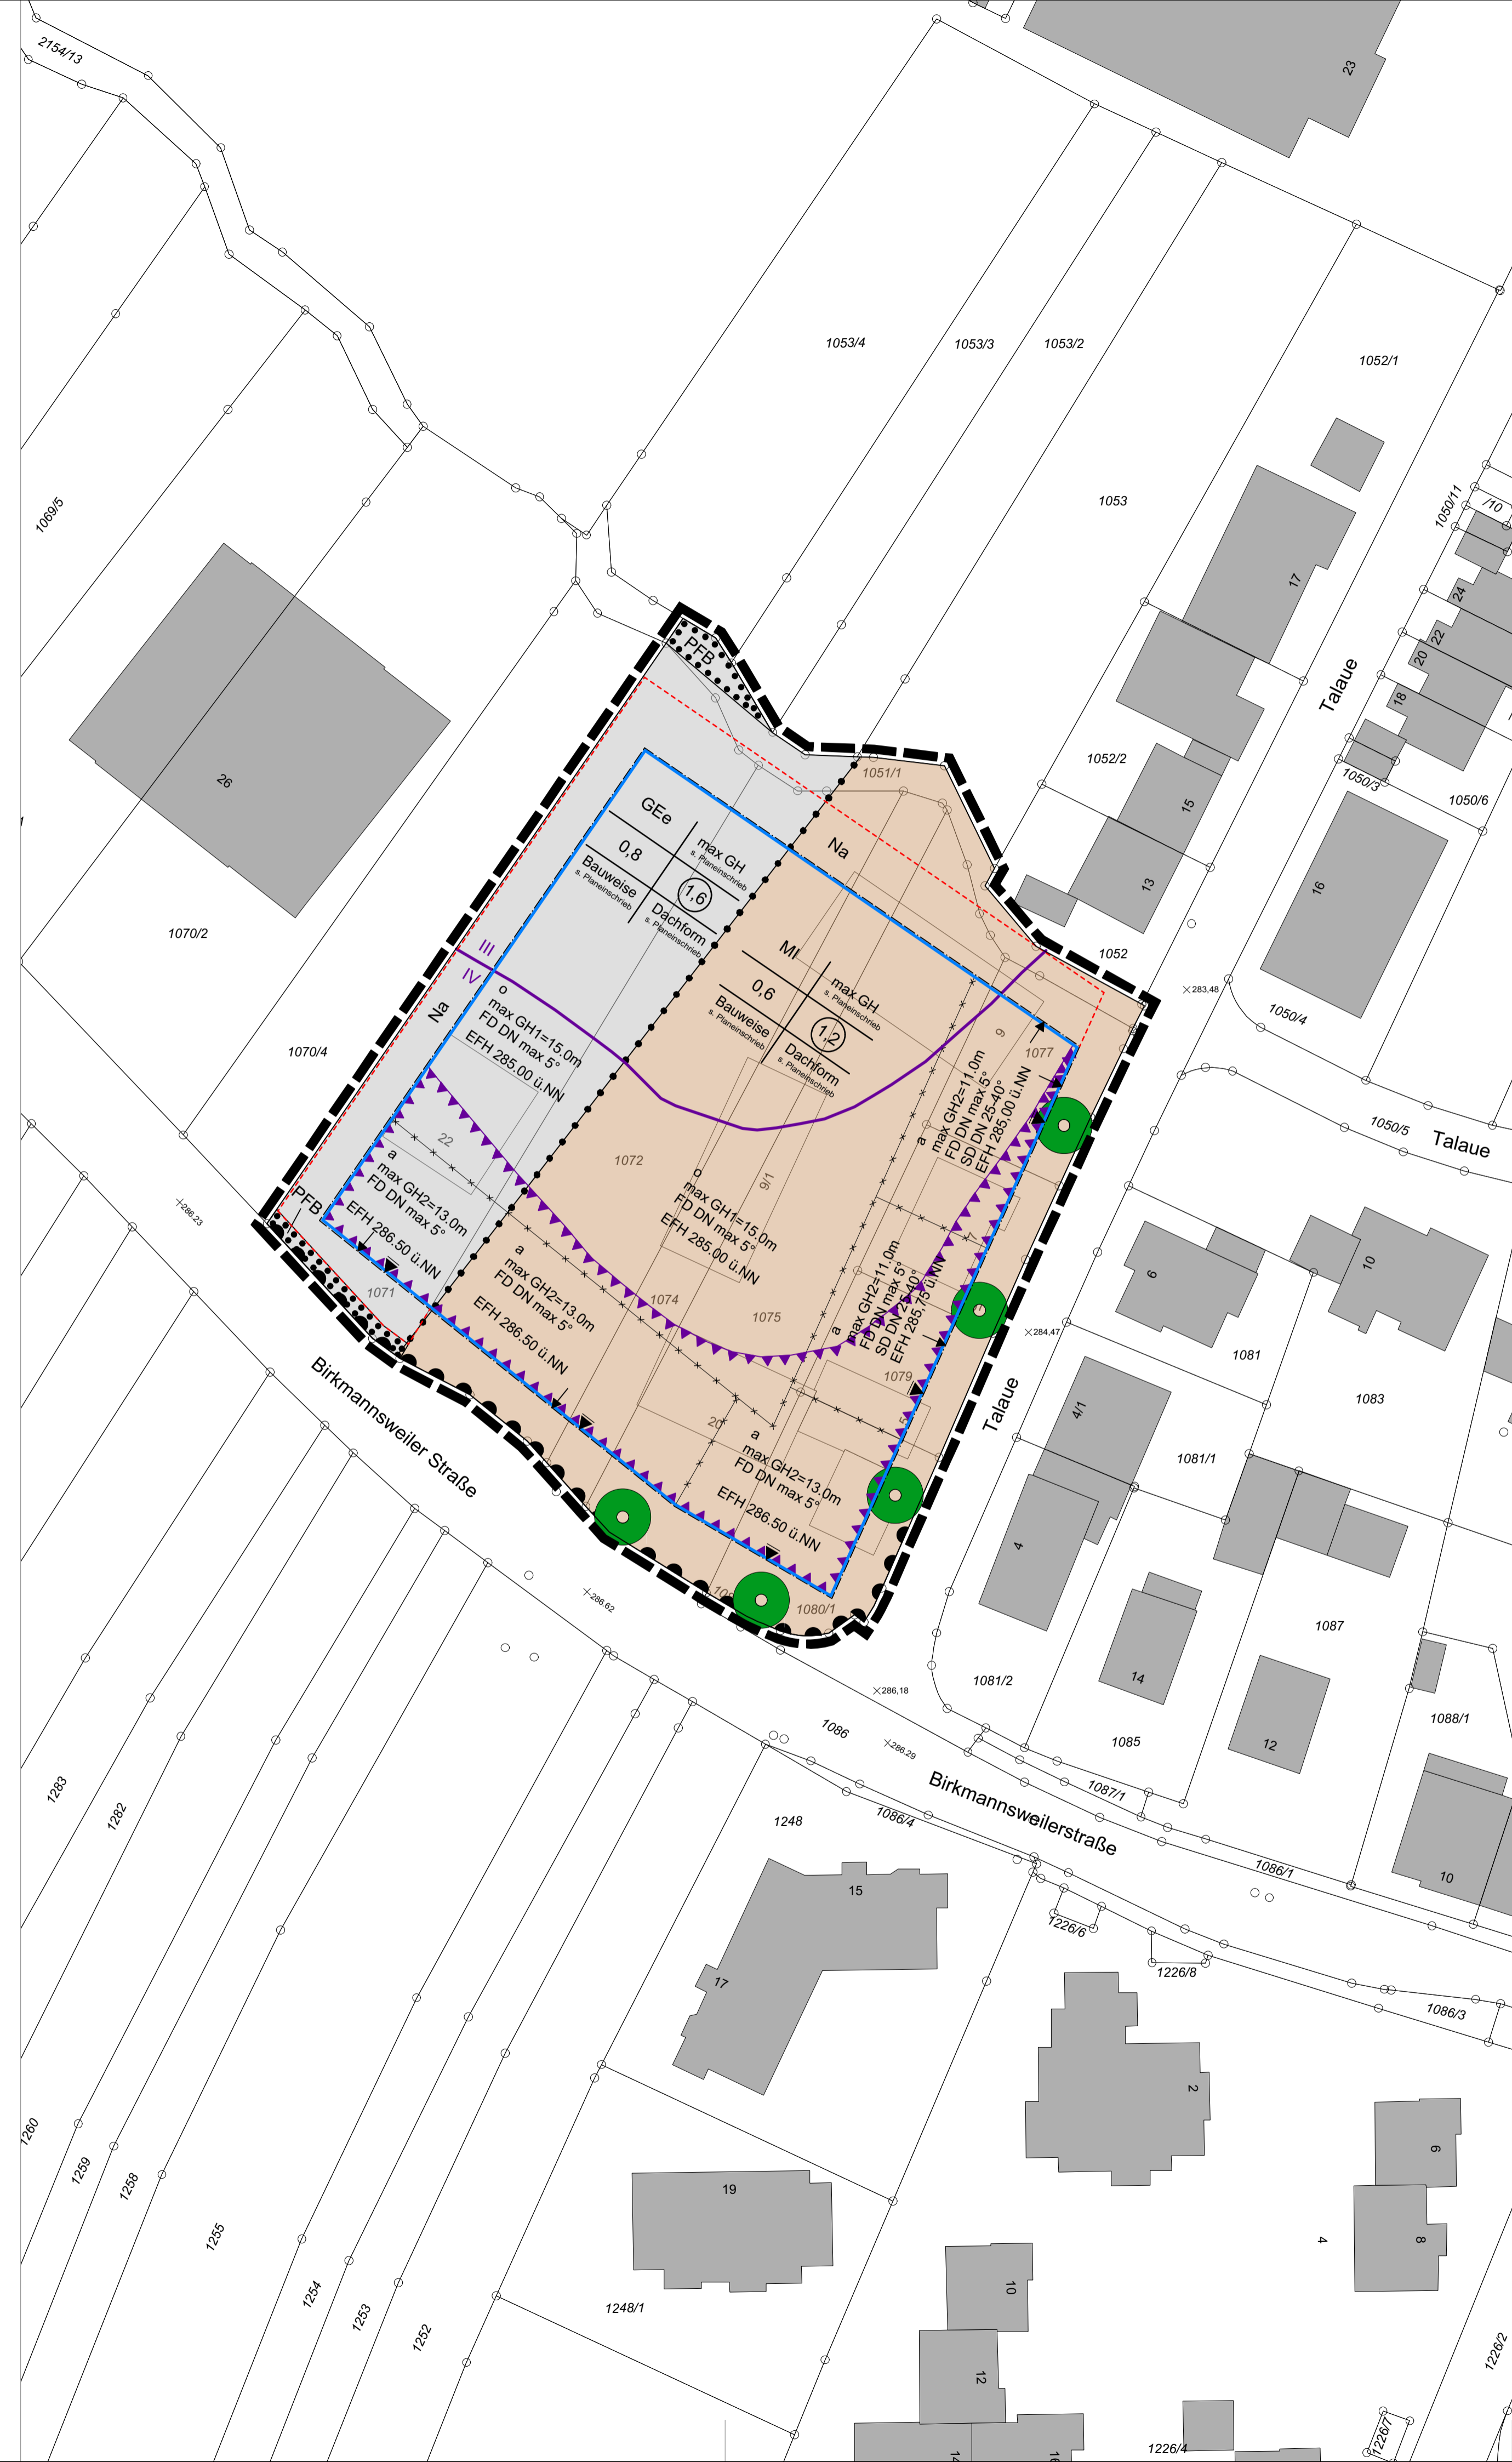 2154/13
23
1053/4
1053/3
1053/2
1052/1
1053
1069/5
1050/11
/10
17
24
22
20
18
Talaue
PFB
1052/2
1050/3
1050/6
26
1051/1
15
13
16
GEe
0,8
max GH
s. Planeinschrieb
Bauweise
s. Planeinschrieb
1,6
Dachform
s. Planeinschrieb
Na
1070/2
III
IV
MI
0,6
max GH
s. Planeinschrieb
Bauweise
s. Planeinschrieb
1,2
Dachform
s. Planeinschrieb
1052
283,48
1050/4
Na
1070/4
o
max GH1=15.0m
FD DN max 5°
EFH 285.00 ü.NN
9
1077
a
max GH2=11.0m
FD DN max 5°
SD DN 25-40°
EFH 285.00 ü.NN
1050/5
Talaue
22
1072
9/1
o
max GH1=15.0m
FD DN max 5°
EFH 285.00 ü.NN
a
max GH2=13.0m
FD DN max 5°
EFH 286.50 ü.NN
PFB
286.23
1071
a
max GH2=13.0m
FD DN max 5°
EFH 286.50 ü.NN
1074
1075
a
max GH2=11.0m
FD DN max 5°
SD DN 25-40°
EFH 285,75 ü.NN
7
1079
5
284,47
6
10
1081
1083
Talaue
4/1
1081/1
4
Birkmannsweiler Straße
20
a
max GH2=13.0m
FD DN max 5°
EFH 286.50 ü.NN
286.62
1080/1
1081/2
14
1087
12
1088/1
1085
286,18
1086
286.29
1087/1
Birkmannsweilerstraße
1086/4
1086/1
10
1283
1282
1248
15
17
1226/6
1226/8
1086/3
2
6
8
4
1260
1259
1258
1255
1254
1253
1252
19
1248/1
10
12
14
16
1226/4
1226/7
1226/2